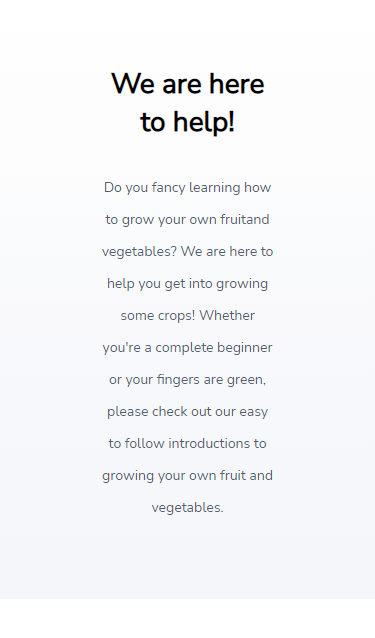 We are here
to help!
Do you fancy learning how
to grow your own fruitand
vegetables? We are here to
help you get into growing
some crops! Whether
you're a complete beginner
or your fingers are green,
please check out our easy
to follow introductions to
growing your own fruit and
vegetables.